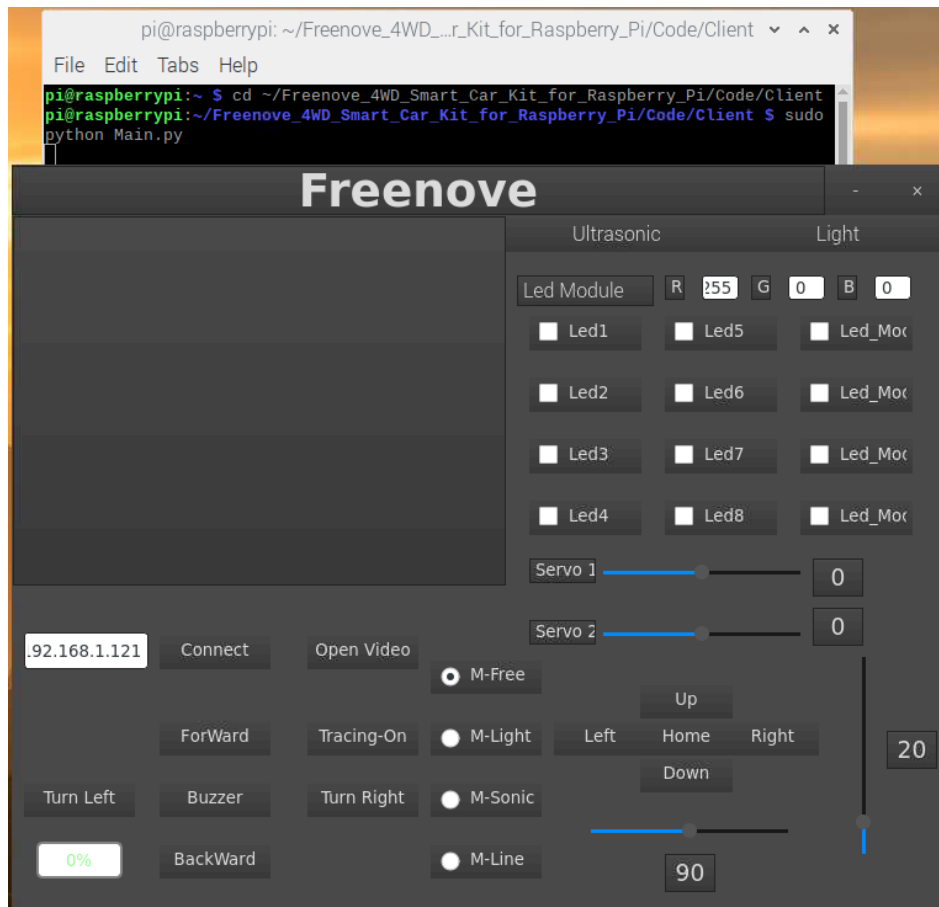 pi@raspberrypi: ~/Freenove_4WD_...r_Kit_for_Raspberry_Pi/Code/Client
File Edit Tabs Help
pi@raspberrypi:~ $ cd ~/Freenove_4WD_Smart_Car_Kit_for_Raspberry_Pi/Code/Client
pi@raspberrypi:~/Freenove_4WD_Smart_Car_Kit_for_Raspberry_Pi/Code/Client $ sudo
python Main.py
Freenove - ×
Ultrasonic Light
Led Module R 255 G 0 B 0
Led1 Led5 Led_Mod
Led2 Led6 Led_Mod
Led3 Led7 Led_Mod
Led4 Led8 Led_Mod
Servo 1 0
Servo 2 0
.92.168.1.121 Connect Open Video
M-Free
Up
ForWard Tracing-On M-Light Left Home Right
20
Down
Turn Left Buzzer Turn Right M-Sonic
0% BackWard M-Line
90